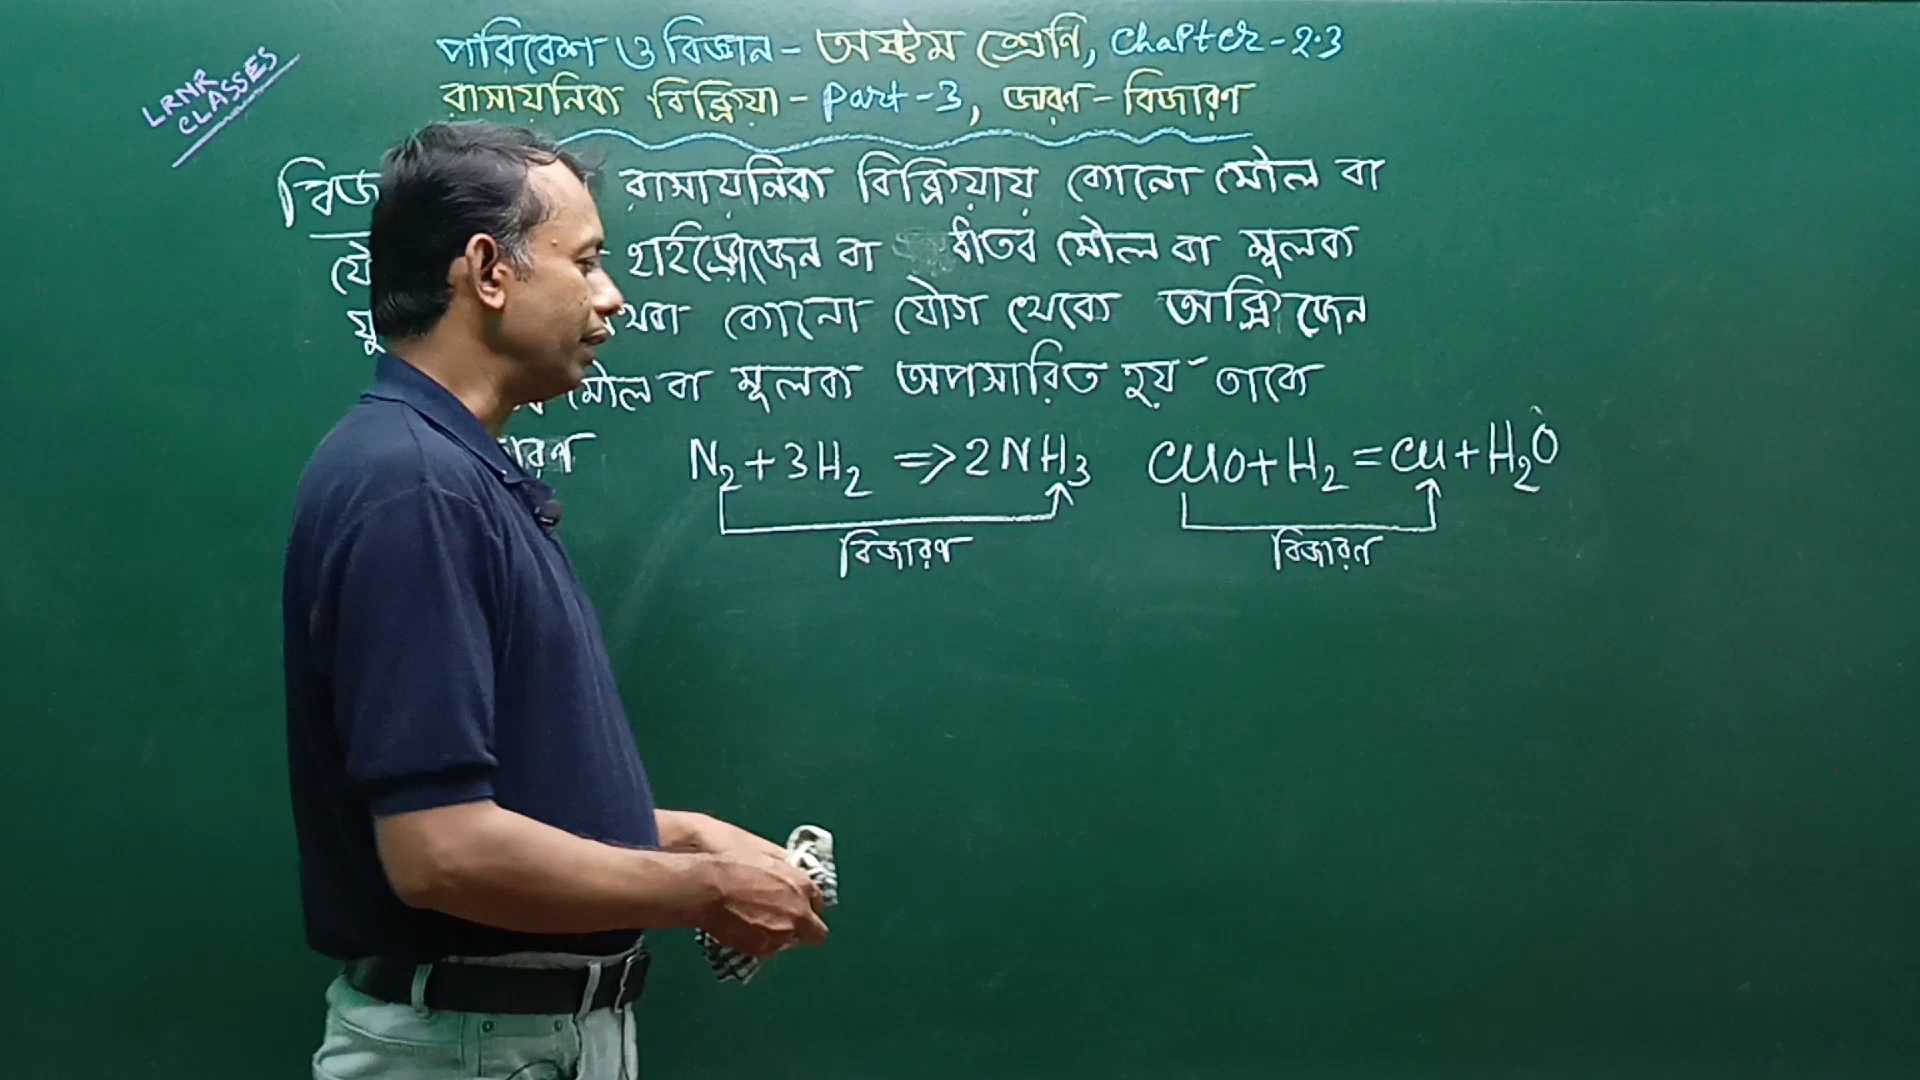 LRNR
CLASSES
পরিবেশ ও বিজ্ঞান - অষ্টম শ্রেণি, Chapter - 2.3
রাসায়নিক বিক্রিয়া - Part - 3, জারণ - বিজারণ
রাসায়নিক বিক্রিয়ায় কোনো মৌল বা
হাইড্রোজেন বা ধাতব মৌল বা মূলক
কোনো যৌগ থেকে অক্সিজেন
মৌল বা মূলক অপসারিত হয় তাকে
N₂ + 3H₂ ⇒ 2NH₃ CuO + H₂ = Cu + H₂O
বিজারণ বিজারণ